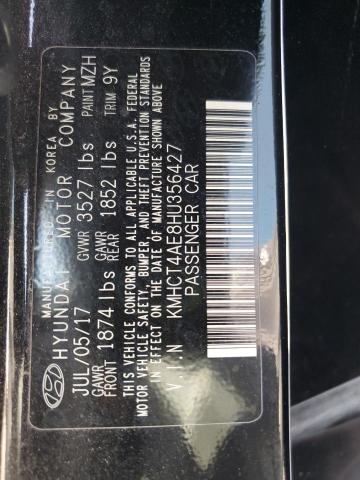 MANUFACTURED IN KOREA BY
HYUNDAI MOTOR COMPANY
JUL/05/17 GVWR 3527 lbs PAINT MZH
GAWR FRONT 1874 lbs GAWR REAR 1852 lbs TRIM 9Y
THIS VEHICLE CONFORMS TO ALL APPLICABLE U.S.A. FEDERAL
MOTOR VEHICLE SAFETY, BUMPER, AND THEFT PREVENTION STANDARDS
IN EFFECT ON THE DATE OF MANUFACTURE SHOWN ABOVE
V.I.N KMHCT4AE8HU356427
PASSENGER CAR